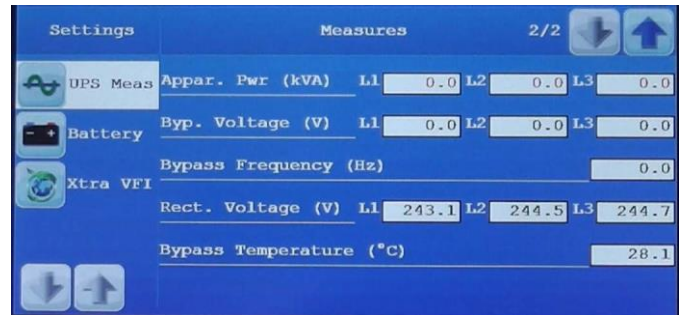 Settings Measures 2/2
UPS Meas Appar. Pwr (kVA) L1 0.0 L2 0.0 L3 0.0
Battery Byp. Voltage (V) L1 0.0 L2 0.0 L3 0.0
Bypass Frequency (Hz) 0.0
Xtra VFI
Rect. Voltage (V) L1 243.1 L2 244.5 L3 244.7
Bypass Temperature (°C) 28.1